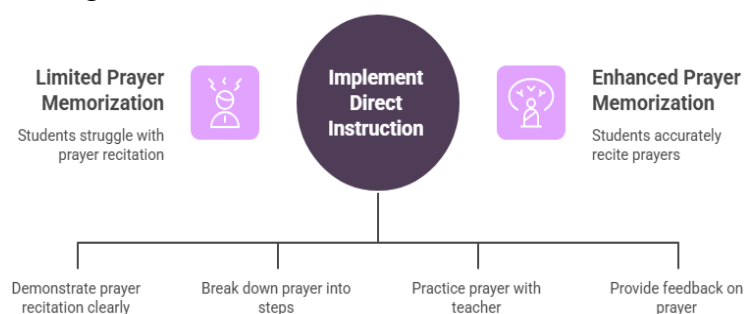 Limited Prayer
Memorization
Students struggle with
prayer recitation
Implement
Direct
Instruction
Enhanced Prayer
Memorization
Students accurately
recite prayers
Demonstrate prayer
recitation clearly
Break down prayer into
steps
Practice prayer with
teacher
Provide feedback on
prayer